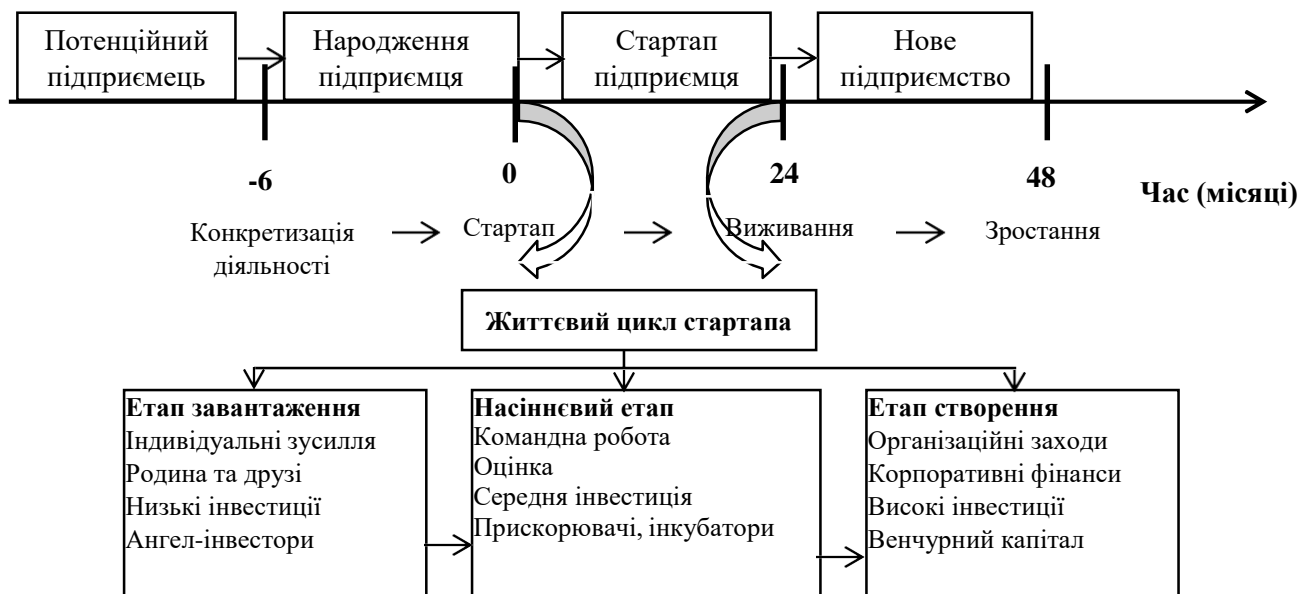 Потенційний
підприємець
Народження
підприємця
Стартап
підприємця
Нове
підприємство
-6
0
24
48
Час (місяці)
Конкретизація
діяльності
Стартап
Виживання
Зростання
Життєвий цикл стартапа
Етап завантаження
Індивідуальні зусилля
Родина та друзі
Низькі інвестиції
Ангел-інвестори
Насіннєвий етап
Командна робота
Оцінка
Середня інвестиція
Прискорювачі, інкубатори
Етап створення
Організаційні заходи
Корпоративні фінанси
Високі інвестиції
Венчурний капітал